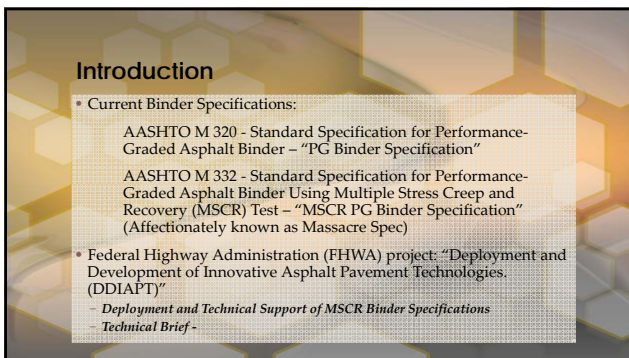 Introduction
• Current Binder Specifications:
AASHTO M 320 - Standard Specification for Performance-
Graded Asphalt Binder – “PG Binder Specification”
AASHTO M 332 - Standard Specification for Performance-
Graded Asphalt Binder Using Multiple Stress Creep and
Recovery (MSCR) Test – “MSCR PG Binder Specification”
(Affectionately known as Massacre Spec)
• Federal Highway Administration (FHWA) project: “Deployment and
Development of Innovative Asphalt Pavement Technologies.
(DDIAPT)”
– Deployment and Technical Support of MSCR Binder Specifications
– Technical Brief -